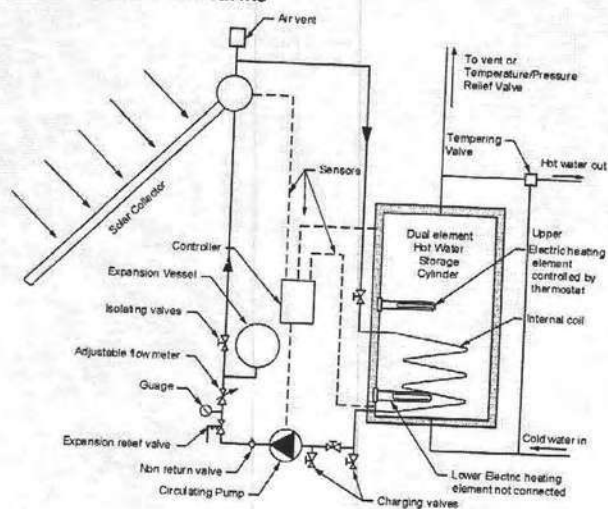 Air vent
To vent or
Temperature/Pressure
Relief Valve
Tempering
Valve
Hot water out
Solar Collector
Sensors
Controller
Expansion Vessel
Isolating valves
Adjustable flow meter
Guage
Expansion relief valve
Non return valve
Circulating Pump
Charging valves
Dual element
Hot Water
Storage
Cylinder
Upper
Electric heating
element
controlled by
thermostat
Internal coil
Cold water in
Lower Electric heating
element not connected